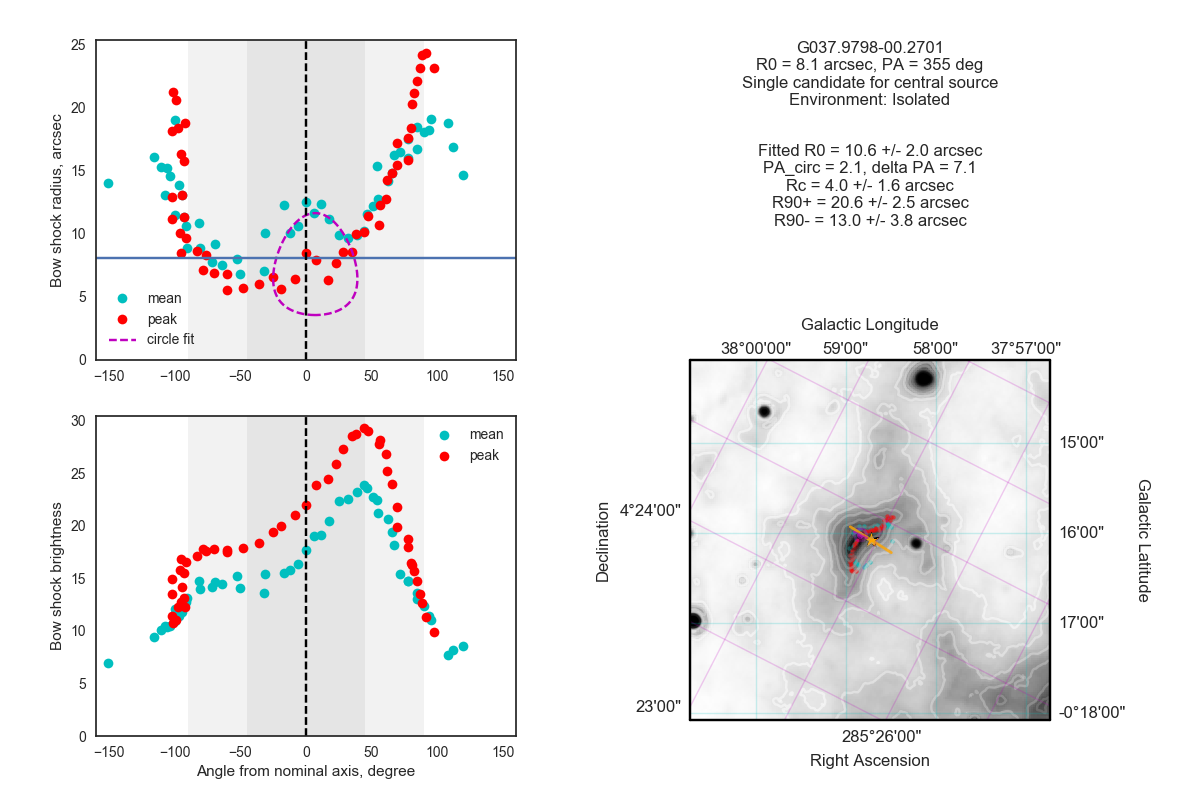 25
20
15
10
5
0
Bow shock radius, arcsec
mean
peak
circle fit
−150 −100 −50 0 50 100 150
30
25
20
15
10
5
0
Bow shock brightness
mean
peak
−150 −100 −50 0 50 100 150
Angle from nominal axis, degree
G037.9798-00.2701
R0 = 8.1 arcsec, PA = 355 deg
Single candidate for central source
Environment: Isolated
Fitted R0 = 10.6 +/- 2.0 arcsec
PA_circ = 2.1, delta PA = 7.1
Rc = 4.0 +/- 1.6 arcsec
R90+ = 20.6 +/- 2.5 arcsec
R90- = 13.0 +/- 3.8 arcsec
Galactic Longitude
38°00'00" 59'00" 58'00" 37°57'00"
15'00"
16'00"
17'00"
-0°18'00"
Galactic Latitude
4°24'00"
23'00"
Declination
285°26'00"
Right Ascension